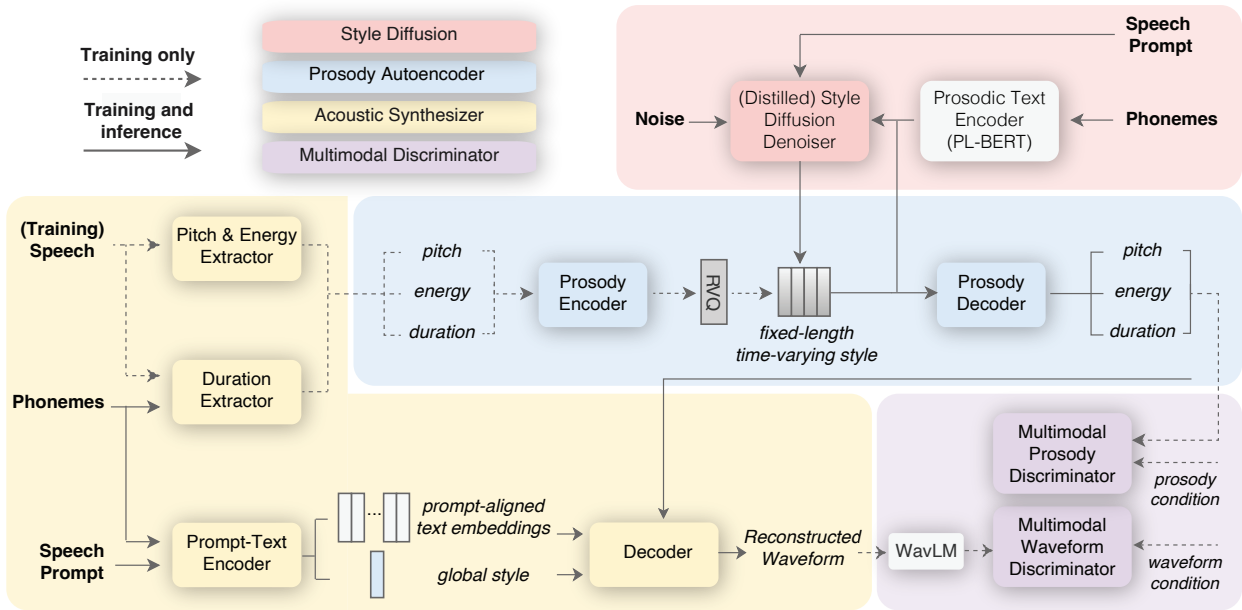 Training only
Training and
inference
Style Diffusion
Prosody Autoencoder
Acoustic Synthesizer
Multimodal Discriminator
Speech
Prompt
Noise
(Distilled) Style
Diffusion
Denoiser
Prosodic Text
Encoder
(PL-BERT)
Phonemes
(Training)
Speech
Pitch & Energy
Extractor
Duration
Extractor
Phonemes
pitch
energy
duration
Prosody
Encoder
RVQ
fixed-length
time-varying style
Prosody
Decoder
pitch
energy
duration
Speech
Prompt
Prompt-Text
Encoder
...
prompt-aligned
text embeddings
global style
Decoder
Reconstructed
Waveform
WavLM
Multimodal
Prosody
Discriminator
prosody
condition
Multimodal
Waveform
Discriminator
waveform
condition